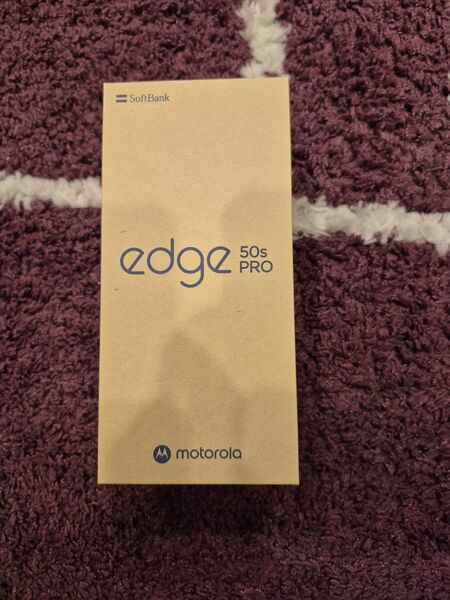 SoftBank
edge 50s
PRO
motorola